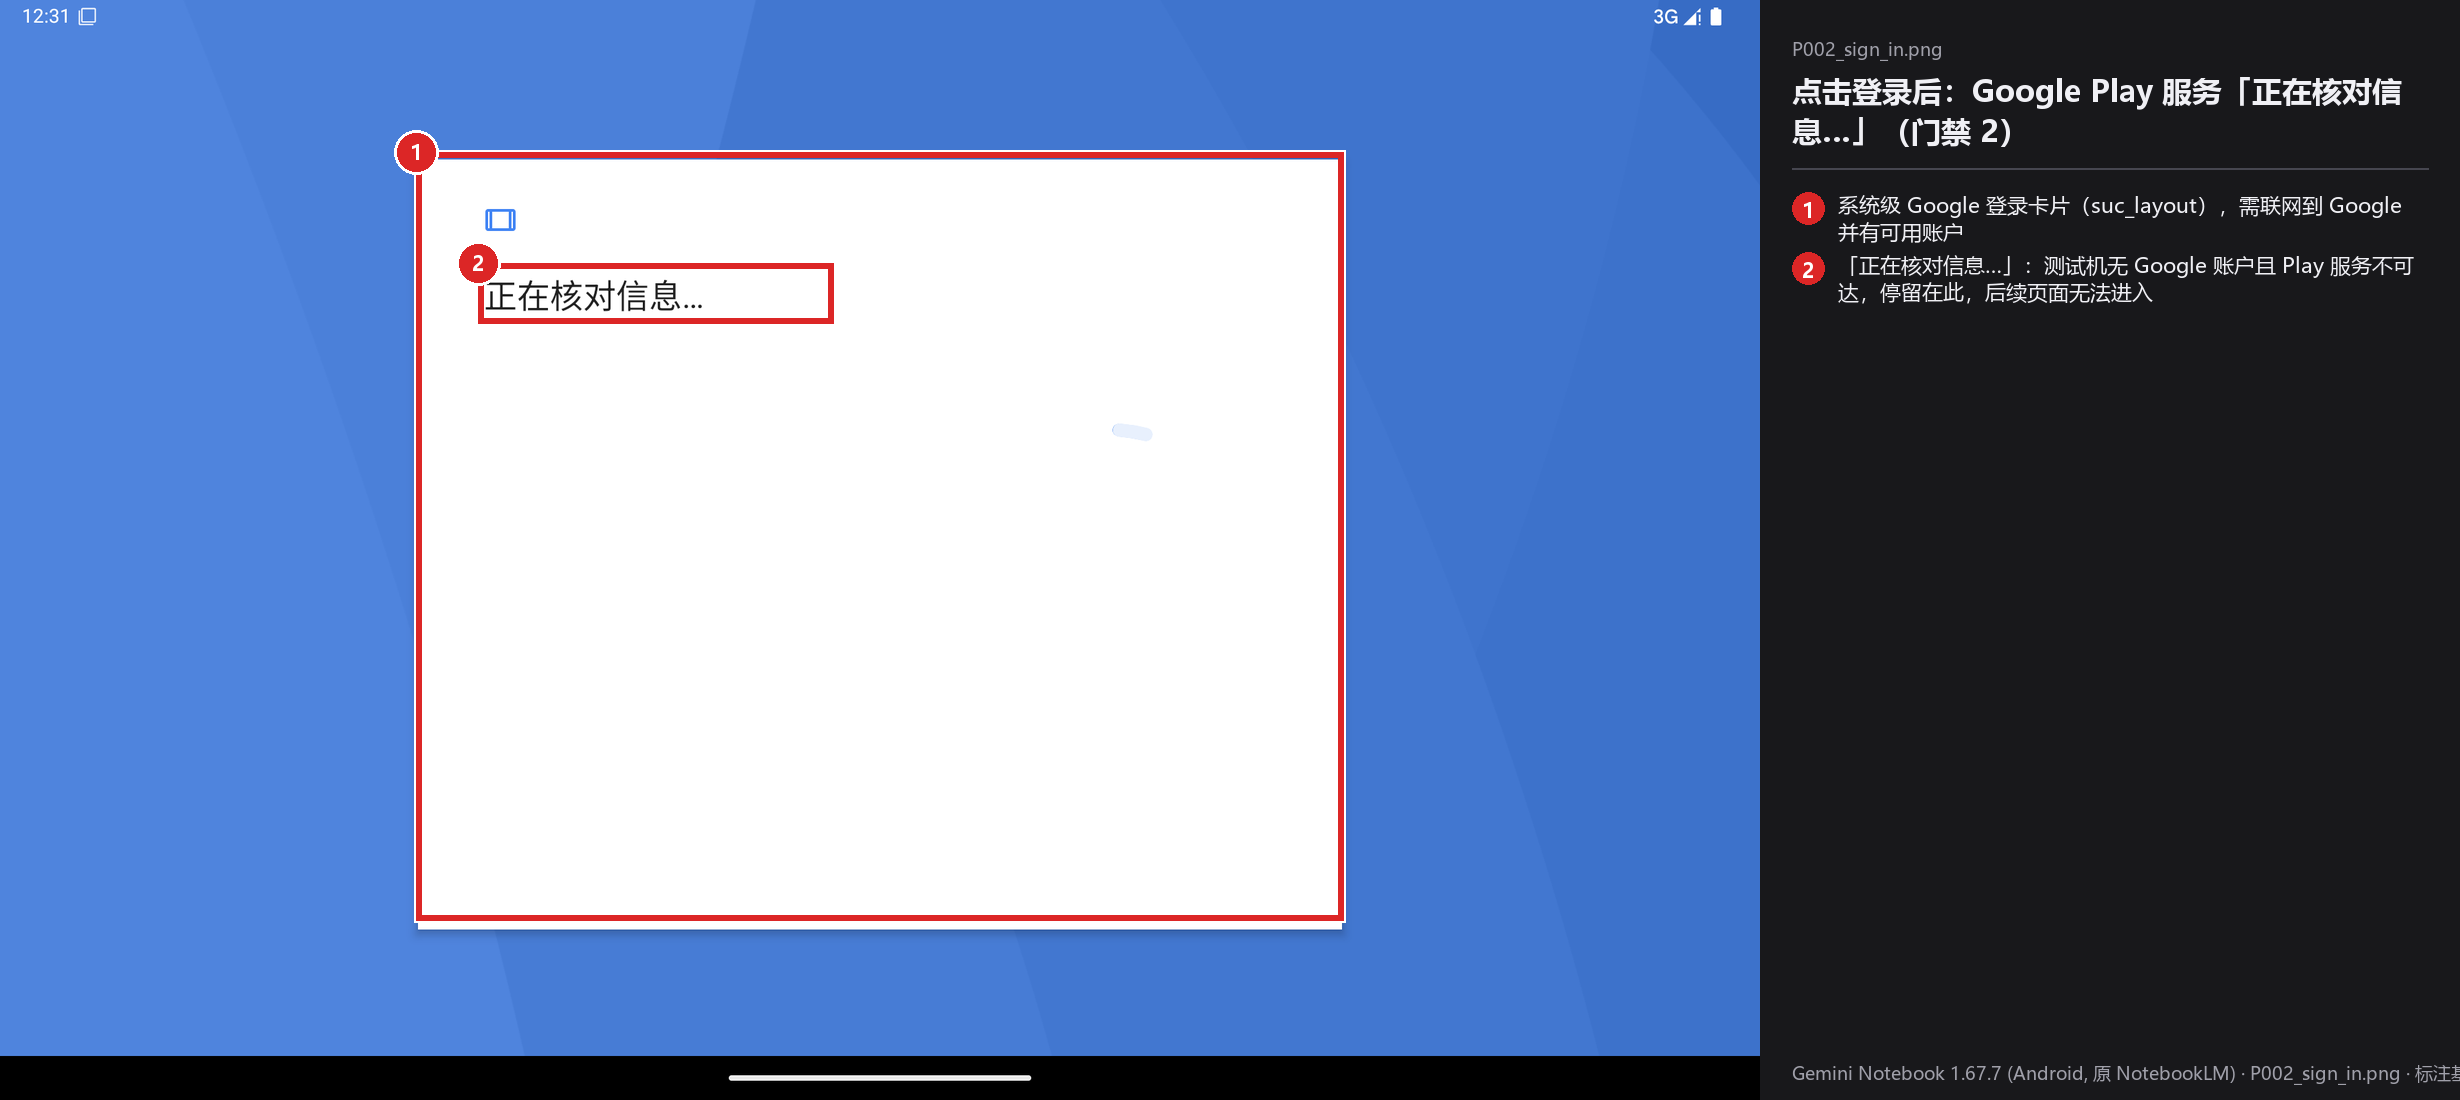 12:31
3G
1
2
正在核对信息...
P002_sign_in.png
点击登录后：Google Play 服务「正在核对信
息...」（门禁 2）
1 系统级 Google 登录卡片（suc_layout），需联网到 Google
并有可用账户
2 「正在核对信息...」：测试机无 Google 账户且 Play 服务不可
达，停留在此，后续页面无法进入
Gemini Notebook 1.67.7 (Android, 原 NotebookLM) · P002_sign_in.png · 标注